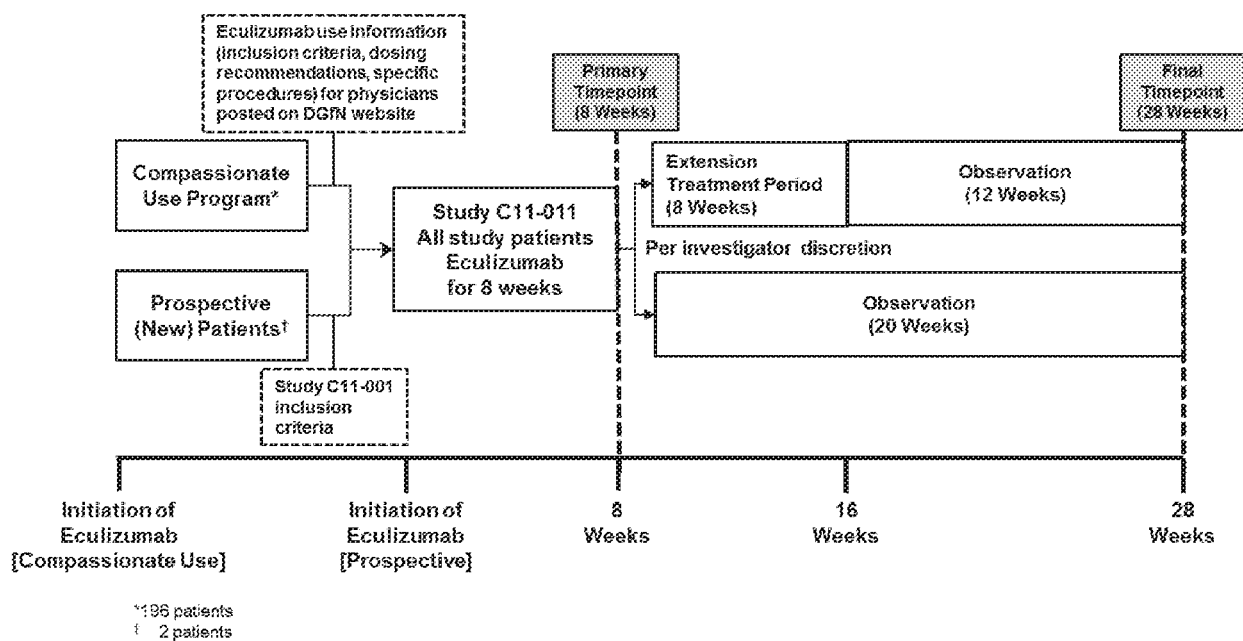 Eculizumab use information
(inclusion criteria, dosing
recommendations, specific
procedures) for physicians
posted on DGfN website
Primary
Timepoint
(8 Weeks)
Final
Timepoint
(28 Weeks)
Compassionate
Use Program*
Prospective
(New) Patients†
Study C11-001
inclusion
criteria
Study C11-011
All study patients
Eculizumab
for 8 weeks
Extension
Treatment Period
(8 Weeks)
Observation
(12 Weeks)
Per investigator discretion
Observation
(20 Weeks)
Initiation of
Eculizumab
[Compassionate Use]
Initiation of
Eculizumab
[Prospective]
8
Weeks
16
Weeks
28
Weeks
*196 patients
† 2 patients